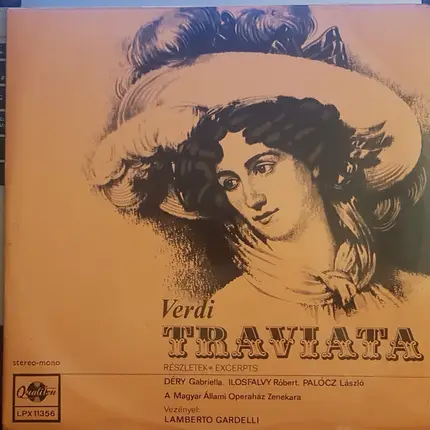 Verdi
TRAVIATA
RÉSZLETEK • EXCERPTS
stereo-mono
DÉRY Gabriella. ILOSFALVY Róbert. PALÓCZ László
A Magyar Állami Operaház Zenekara
Vezényel:
LAMBERTO GARDELLI
Qualiton
LPX 11356